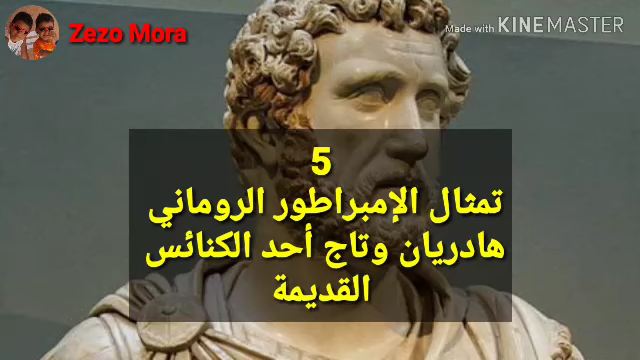 Zezo Mora
Made with KINEMASTER
5
تمثال الإمبراطور الروماني
هادريان وتاج أحد الكنائس
القديمة